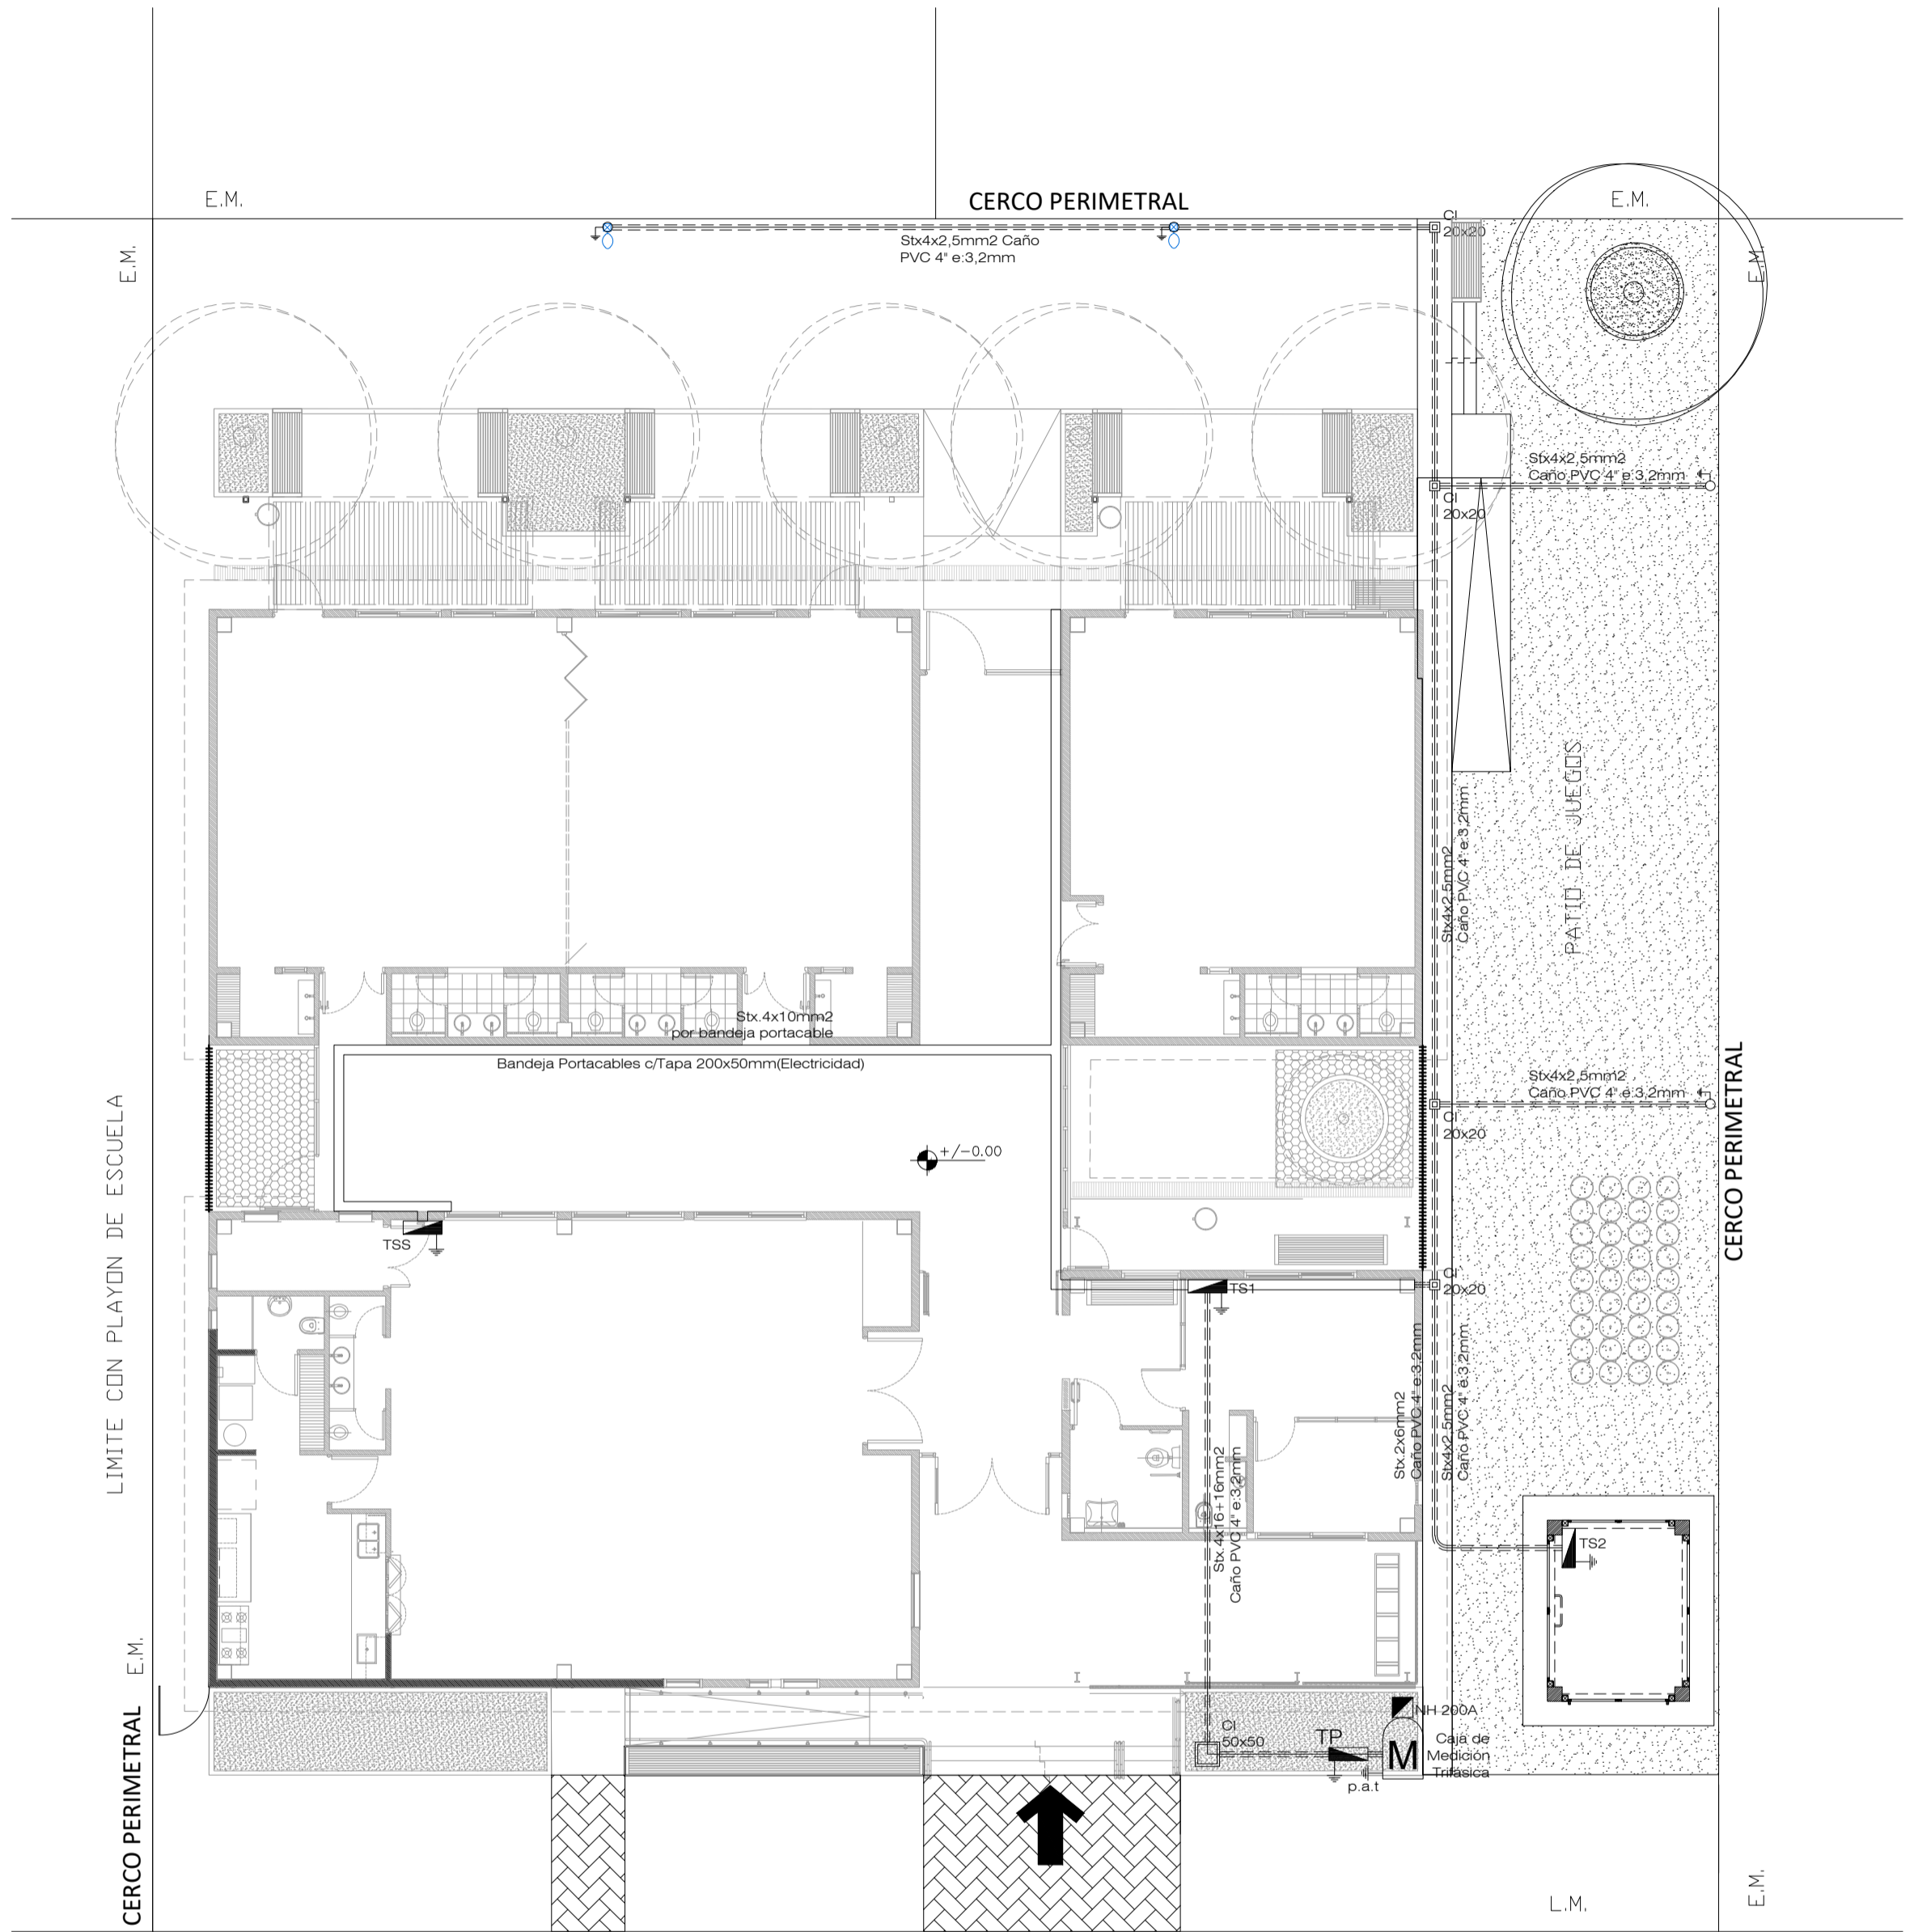 E.M.
CERCO PERIMETRAL
E.M.
E.M.
E.M.
CI
20x20
Stx4x2,5mm2 Caño
PVC 4" e:3,2mm
Stx4x2,5mm2
Caño PVC 4" e:3,2mm
CI
20x20
PATIO DE JUEGOS
Stx4x2,5mm2
Caño PVC 4" e:3,2mm
Stx.4x10mm2
por bandeja portacable
Bandeja Portacables c/Tapa 200x50mm(Electricidad)
Stx4x2,5mm2
Caño PVC 4" e:3,2mm
CI
20x20
CERCO PERIMETRAL
+/-0.00
LIMITE CON PLAYON DE ESCUELA
TSS
TS1
CI
20x20
Stx.2x6mm2
Caño PVC 4" e:3,2mm
Stx4x2,5mm2
Caño PVC 4" e:3,2mm
Stx.4x16+16mm2
Caño PVC 4" e:3,2mm
TS2
E.M.
CERCO PERIMETRAL
NH 200A
CI
50x50
TP
M
Caja de
Medición
Trifásica
p.a.t
L.M.
E.M.